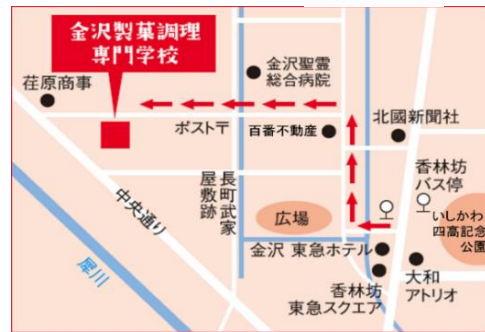 金沢製菓調理
専門学校
荏原商事
金沢聖霊
総合病院
ポスト〒
百番不動産
北國新聞社
香林坊
バス停
長町武家
屋敷跡
広場
いしかわ
四高記念
公園
中央通り
犀川
金沢 東急ホテル
大和
アトリオ
香林坊
東急スクエア